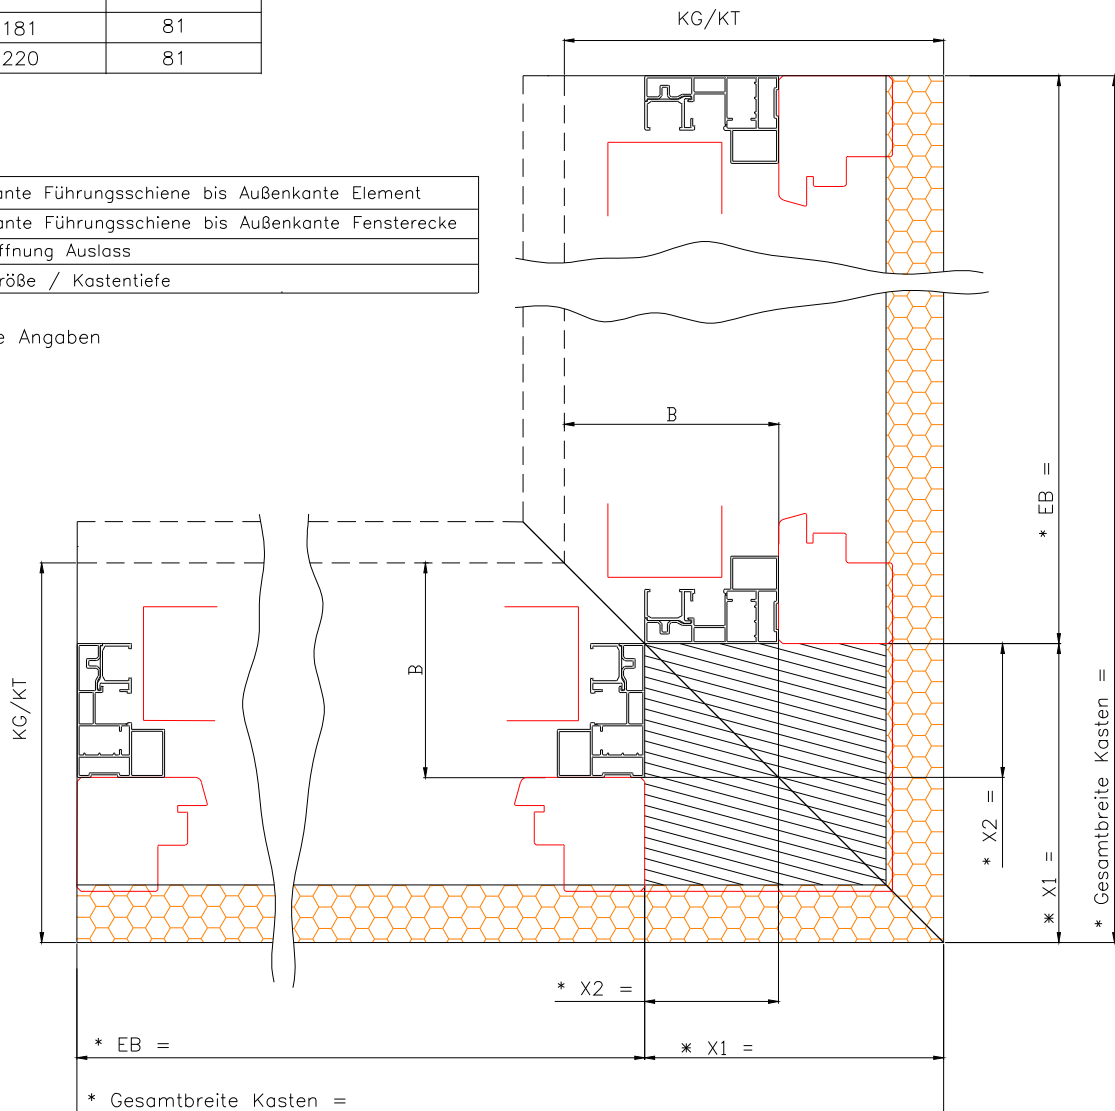 KG/KT
181 81
220 81
ante Führungsschiene bis Außenkante Element
ante Führungsschiene bis Außenkante Fensterecke
ffnung Auslass
röße / Kastentiefe
e Angaben
B
* EB =
B
KG/KT
* X2 =
* X1 =
* Gesamtbreite Kasten =
* X2 =
* EB =
* X1 =
* Gesamtbreite Kasten =